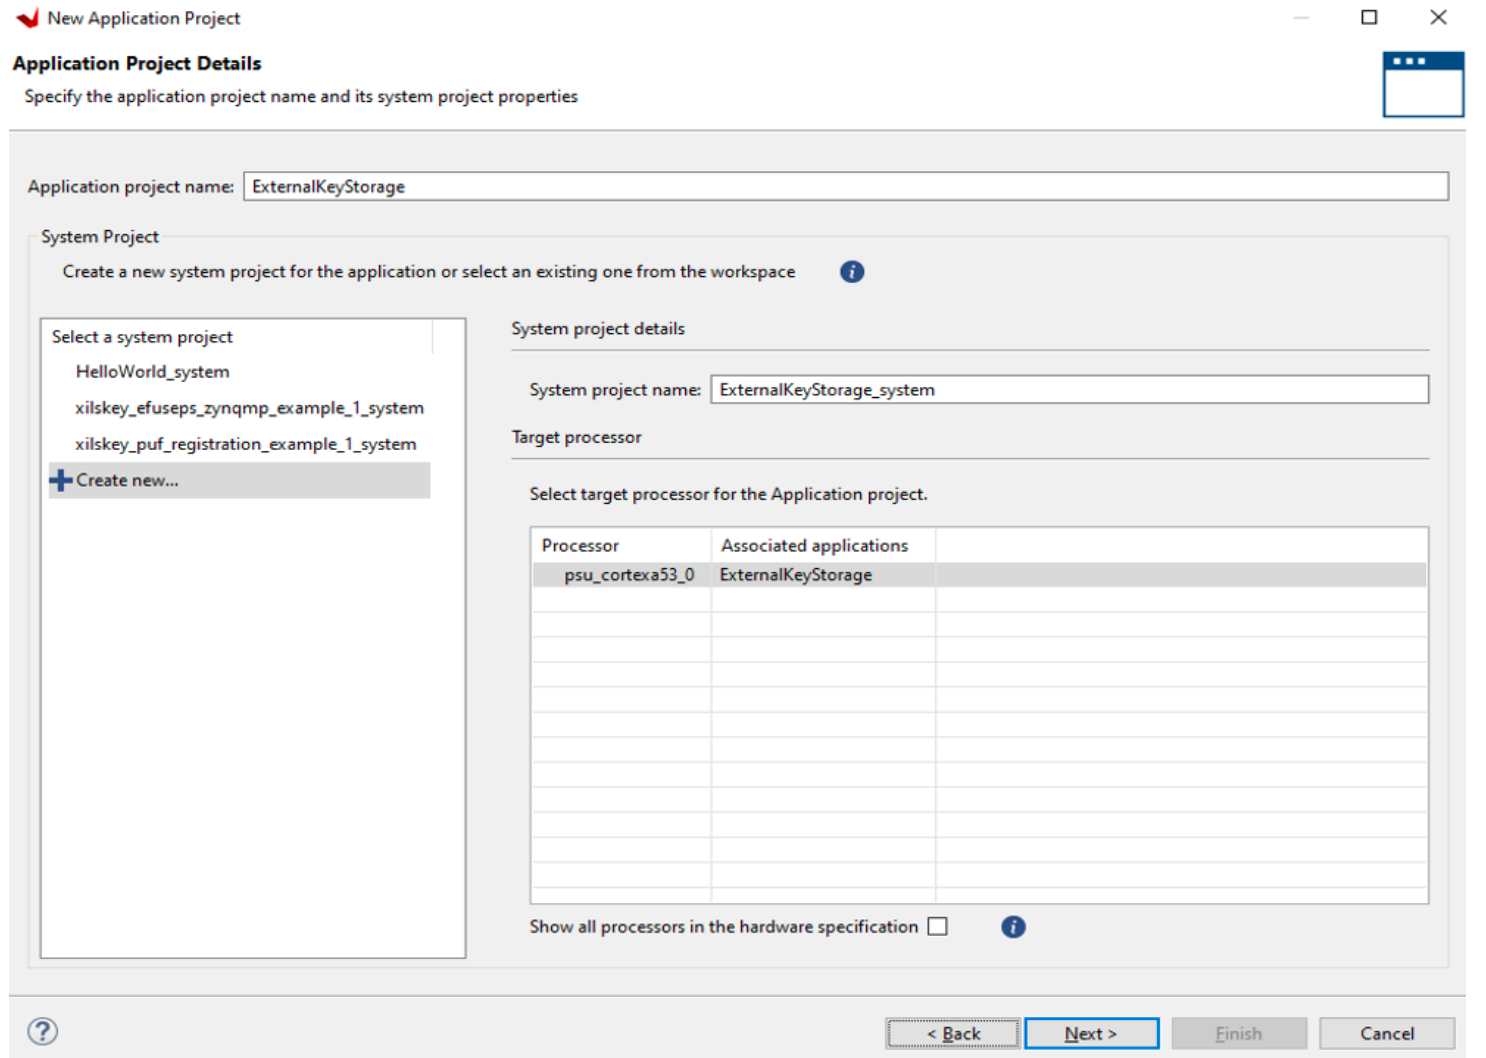 New Application Project
Application Project Details
Specify the application project name and its system project properties
Application project name: ExternalKeyStorage
System Project
Create a new system project for the application or select an existing one from the workspace
Select a system project
HelloWorld_system
xilskey_efuseps_zynqmp_example_1_system
xilskey_puf_registration_example_1_system
Create new...
System project details
System project name: ExternalKeyStorage_system
Target processor
Select target processor for the Application project.
Processor Associated applications
psu_cortexa53_0 ExternalKeyStorage
Show all processors in the hardware specification
< Back Next > Finish Cancel